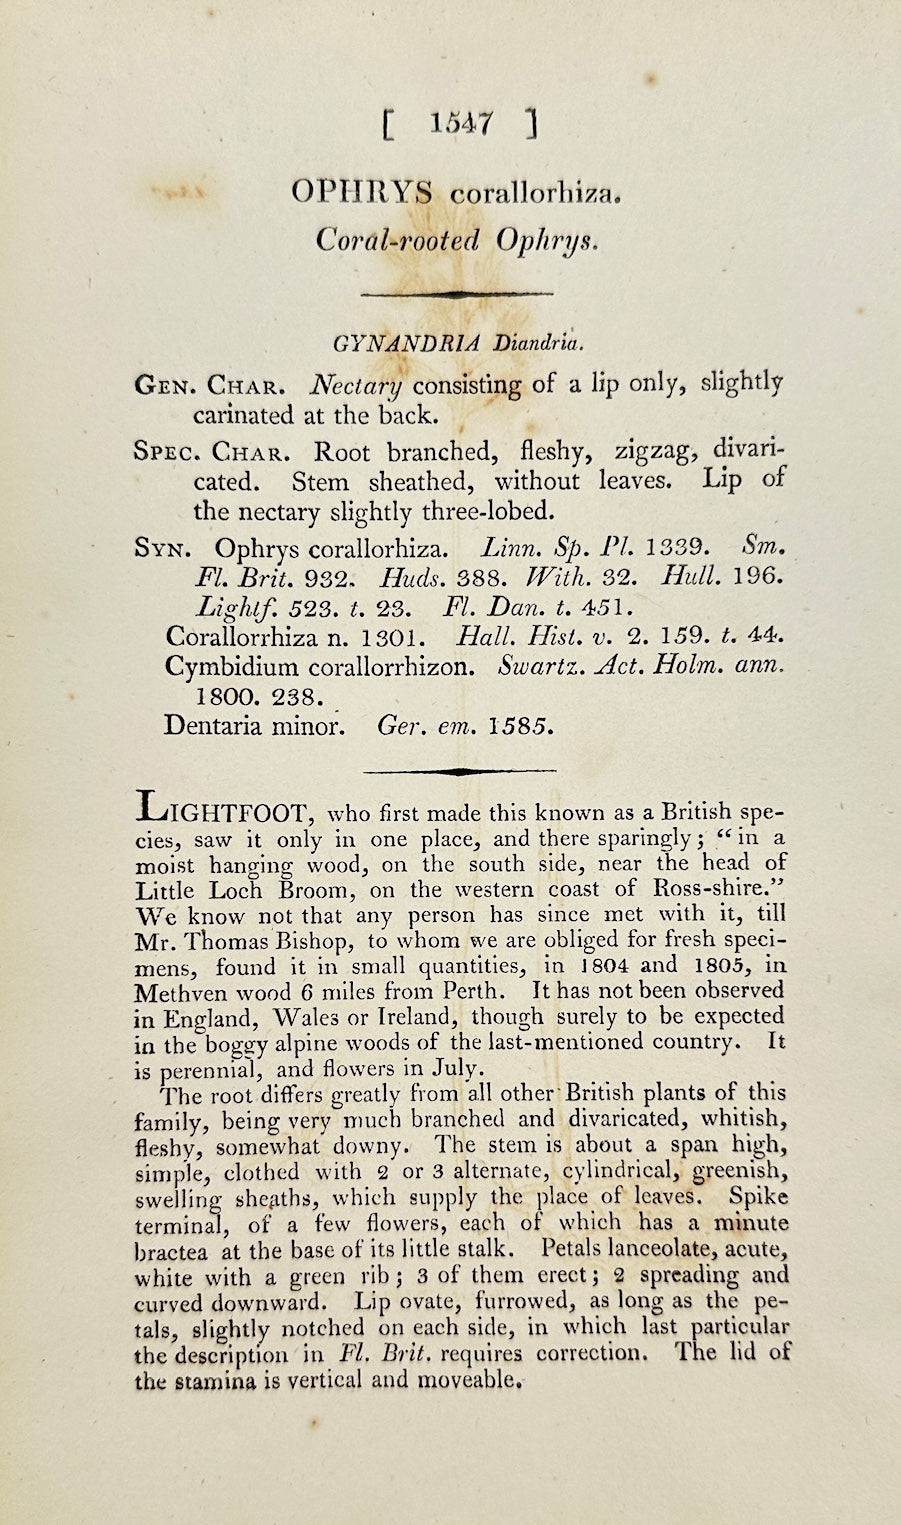 [ 1547 ]
OPHRYS corallorhiza.
Coral-rooted Ophrys.
GYNANDRIA Diandria.
GEN. CHAR. Nectary consisting of a lip only, slightly
carinated at the back.
SPEC. CHAR. Root branched, fleshy, zigzag, divari-
cated. Stem sheathed, without leaves. Lip of
the nectary slightly three-lobed.
SYN. Ophrys corallorhiza. Linn. Sp. Pl. 1339. Sm.
Fl. Brit. 932. Huds. 388. With. 32. Hull. 196.
Lightf. 523. t. 23. Fl. Dan. t. 451.
Corallorrhiza n. 1301. Hall. Hist. v. 2. 159. t. 44.
Cymbidium corallorrhizon. Swartz. Act. Holm. ann.
1800. 238.
Dentaria minor. Ger. em. 1585.
LIGHTFOOT, who first made this known as a British spe-
cies, saw it only in one place, and there sparingly; “in a
moist hanging wood, on the south side, near the head of
Little Loch Broom, on the western coast of Ross-shire.”
We know not that any person has since met with it, till
Mr. Thomas Bishop, to whom we are obliged for fresh speci-
mens, found it in small quantities, in 1804 and 1805, in
Methven wood 6 miles from Perth. It has not been observed
in England, Wales or Ireland, though surely to be expected
in the boggy alpine woods of the last-mentioned country. It
is perennial, and flowers in July.
The root differs greatly from all other British plants of this
family, being very much branched and divaricated, whitish,
fleshy, somewhat downy. The stem is about a span high,
simple, clothed with 2 or 3 alternate, cylindrical, greenish,
swelling sheaths, which supply the place of leaves. Spike
terminal, of a few flowers, each of which has a minute
bractea at the base of its little stalk. Petals lanceolate, acute,
white with a green rib; 3 of them erect; 2 spreading and
curved downward. Lip ovate, furrowed, as long as the pe-
tals, slightly notched on each side, in which last particular
the description in Fl. Brit. requires correction. The lid of
the stamina is vertical and moveable.